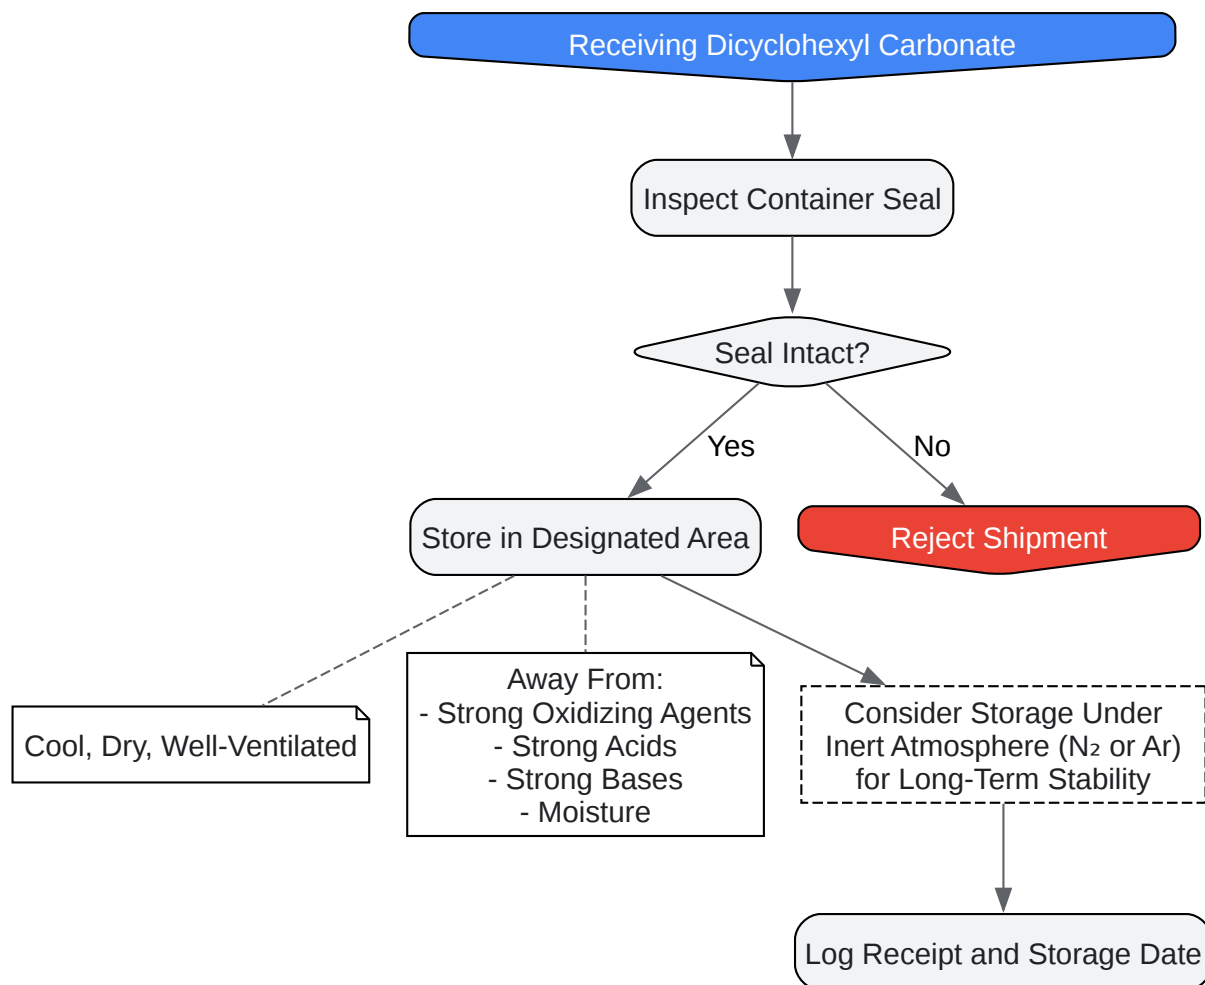 Receiving Dicyclohexyl Carbonate
Inspect Container Seal
Seal Intact?
Yes
No
Store in Designated Area
Reject Shipment
Cool, Dry, Well-Ventilated
Away From:
- Strong Oxidizing Agents
- Strong Acids
- Strong Bases
- Moisture
Consider Storage Under
Inert Atmosphere (N₂ or Ar)
for Long-Term Stability
Log Receipt and Storage Date